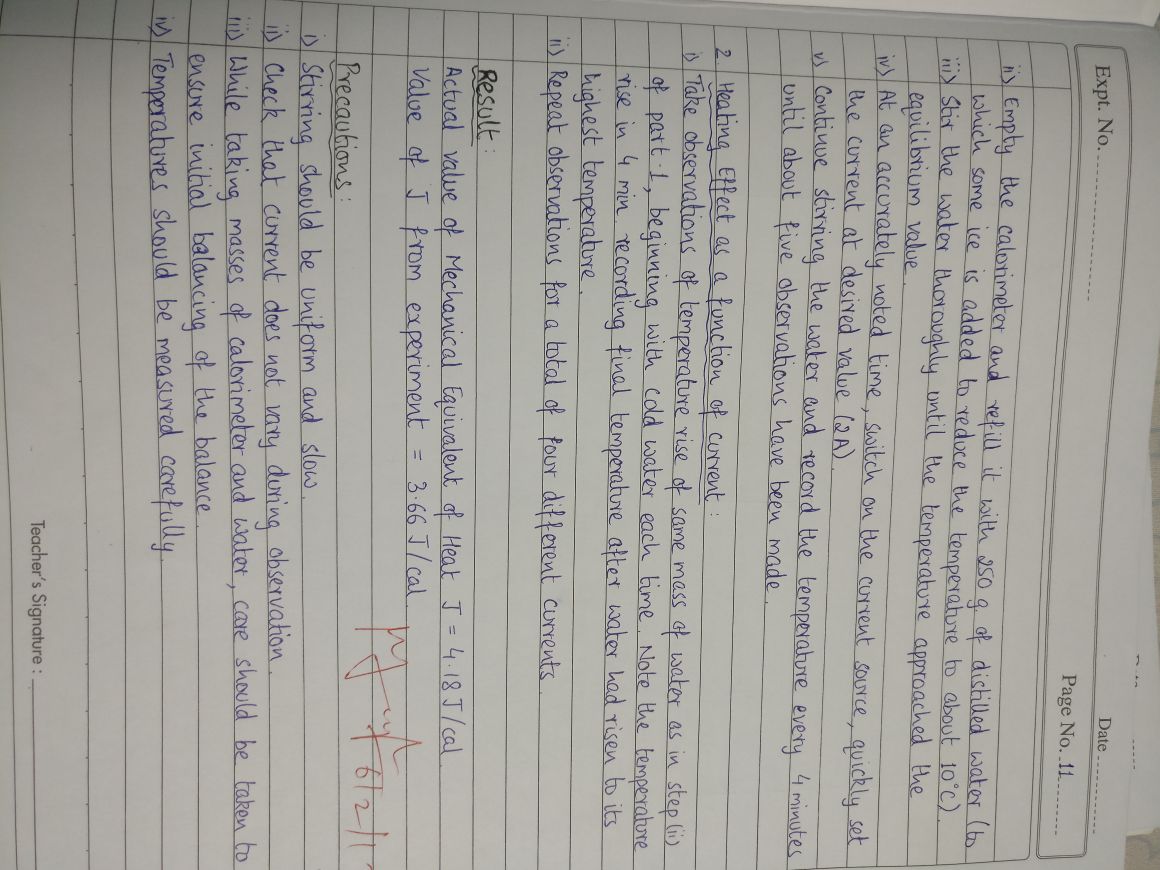 Expt. No.
Date
Page No. 11
ii) Empty the calorimeter and refill it with 250 g. of distilled water (to
which some ice is added to reduce the temperature to about 10°C).
iii) Stir the water thoroughly until the temperature approached the
equilibrium value.
iv) At an accurately noted time, switch on the current source, quickly set
the current at desired value (2A).
v) Continue stirring the water and record the temperature every 4 minutes
until about five observations have been made.
2 Heating Effect as a function of current:
i) Take observations of temperature rise of same mass of water as in step (ii)
of part-1, beginning with cold water each time. Note the temperature
rise in 4 min. recording final temperature after water had risen to its
highest temperature.
ii) Repeat observations for a total of four different currents.
Result:
Actual value of Mechanical Equivalent of Heat J = 4.18 J/cal
Value of J from experiment = 3.66 J/cal.
Precautions:
i) Stirring should be uniform and slow.
ii) Check that current does not vary during observation.
iii) While taking masses of calorimeter and water, care should be taken to
ensure initial balancing of the balance.
iv) Temperatures should be measured carefully.
Teacher's Signature: